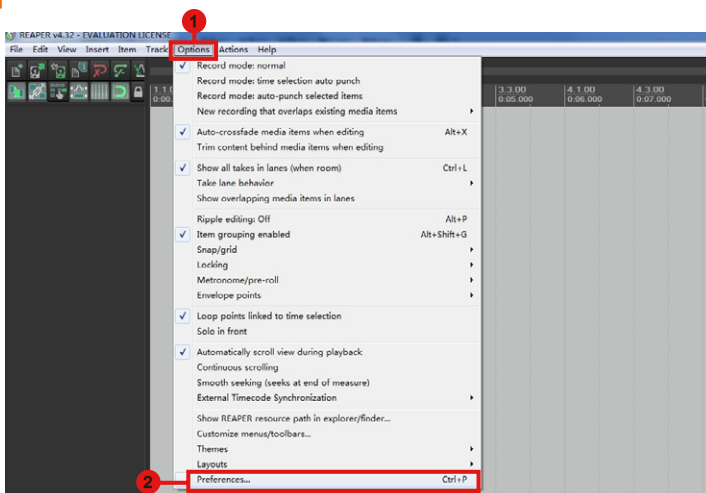 1
REAPER v4.32 - EVALUATION LICENSE
File Edit View Insert Item Track Options Actions Help
Record mode: normal
Record mode: time selection auto punch
Record mode: auto-punch selected items
New recording that overlaps existing media items
Auto-crossfade media items when editing Alt+X
Trim content behind media items when editing
Show all takes in lanes (when room) Ctrl+L
Take lane behavior
Show overlapping media items in lanes
Ripple editing: Off Alt+P
Item grouping enabled Alt+Shift+G
Snap/grid
Locking
Metronome/pre-roll
Envelope points
Loop points linked to time selection
Solo in front
Automatically scroll view during playback
Continuous scrolling
Smooth seeking (seeks at end of measure)
External Timecode Synchronization
Show REAPER resource path in explorer/finder...
Customize menus/toolbars...
Themes
Layouts
2 Preferences... Ctrl+P
3.3.00 4.1.00 4.3.00
0:05.000 0:06.000 0:07.000